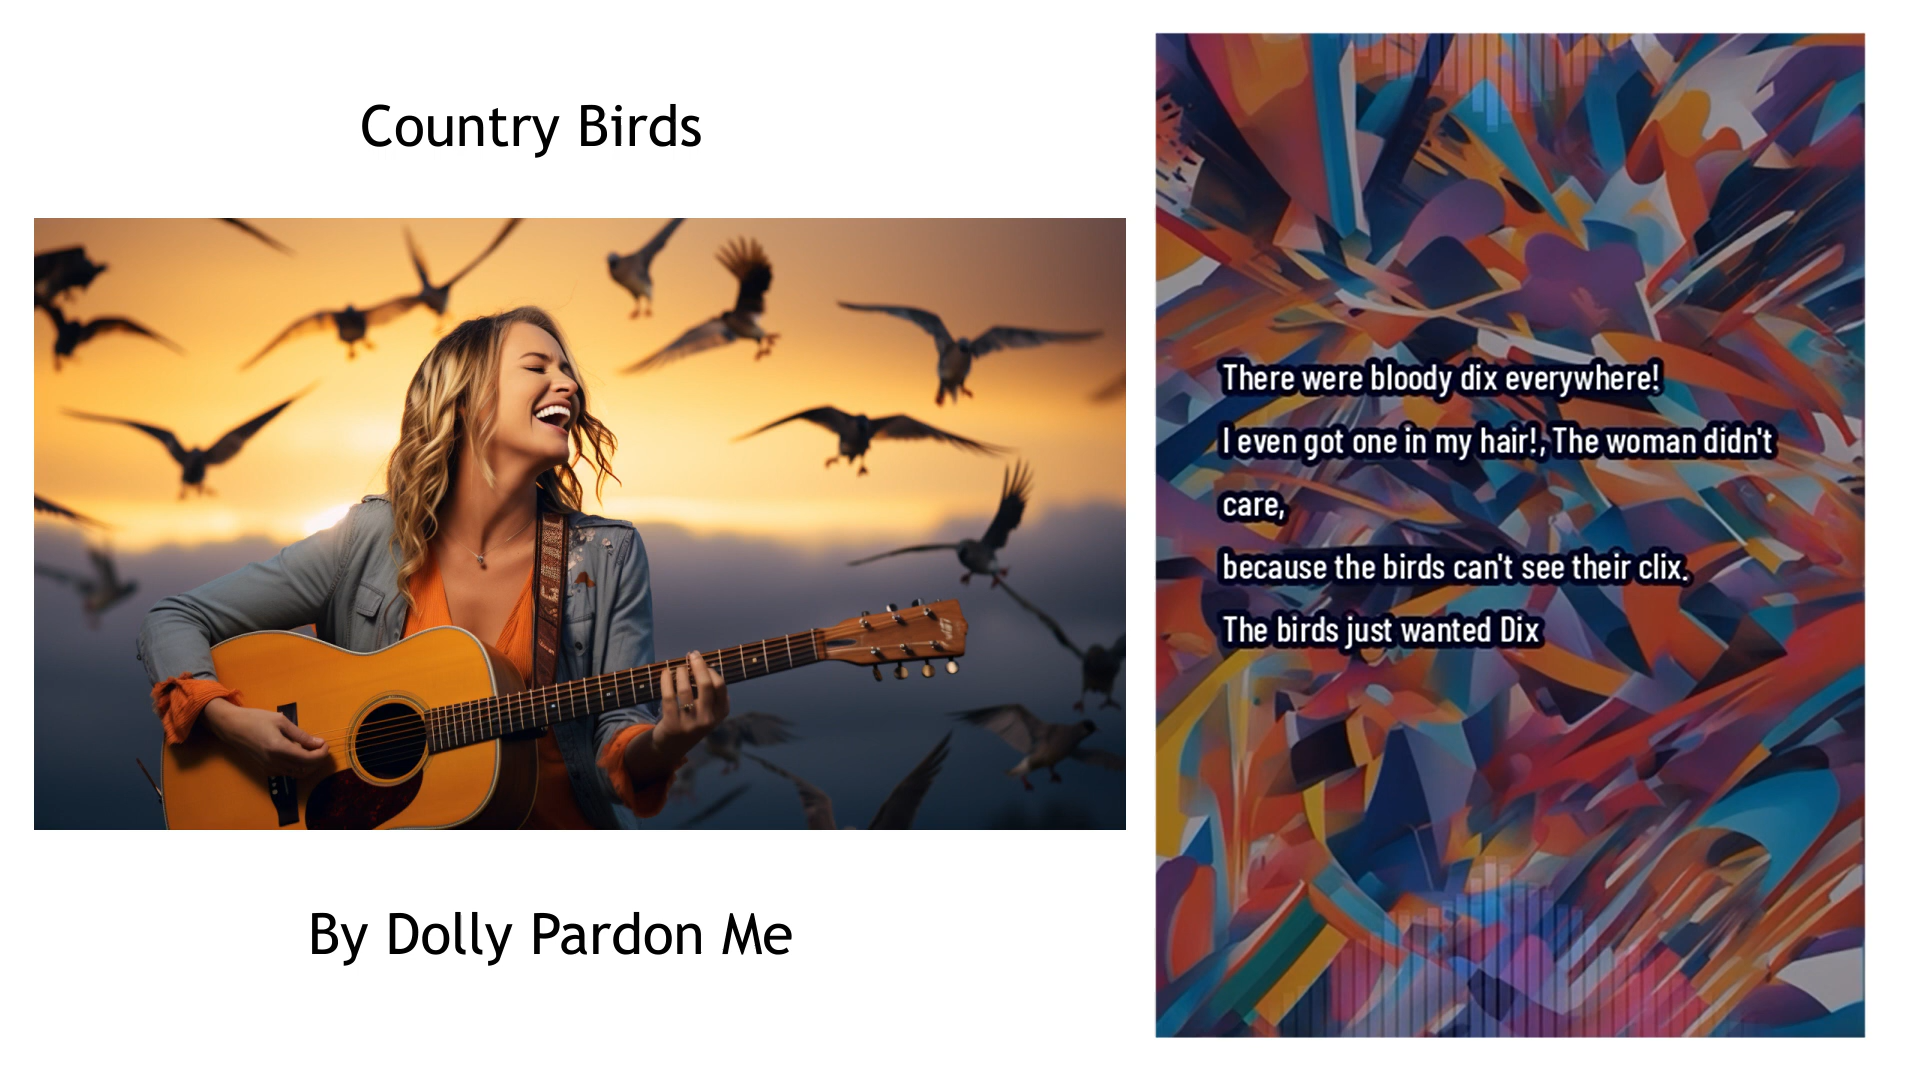 Country Birds
By Dolly Pardon Me
There were bloody dix everywhere!
I even got one in my hair!, The woman didn't
care,
because the birds can't see their clix.
The birds just wanted Dix